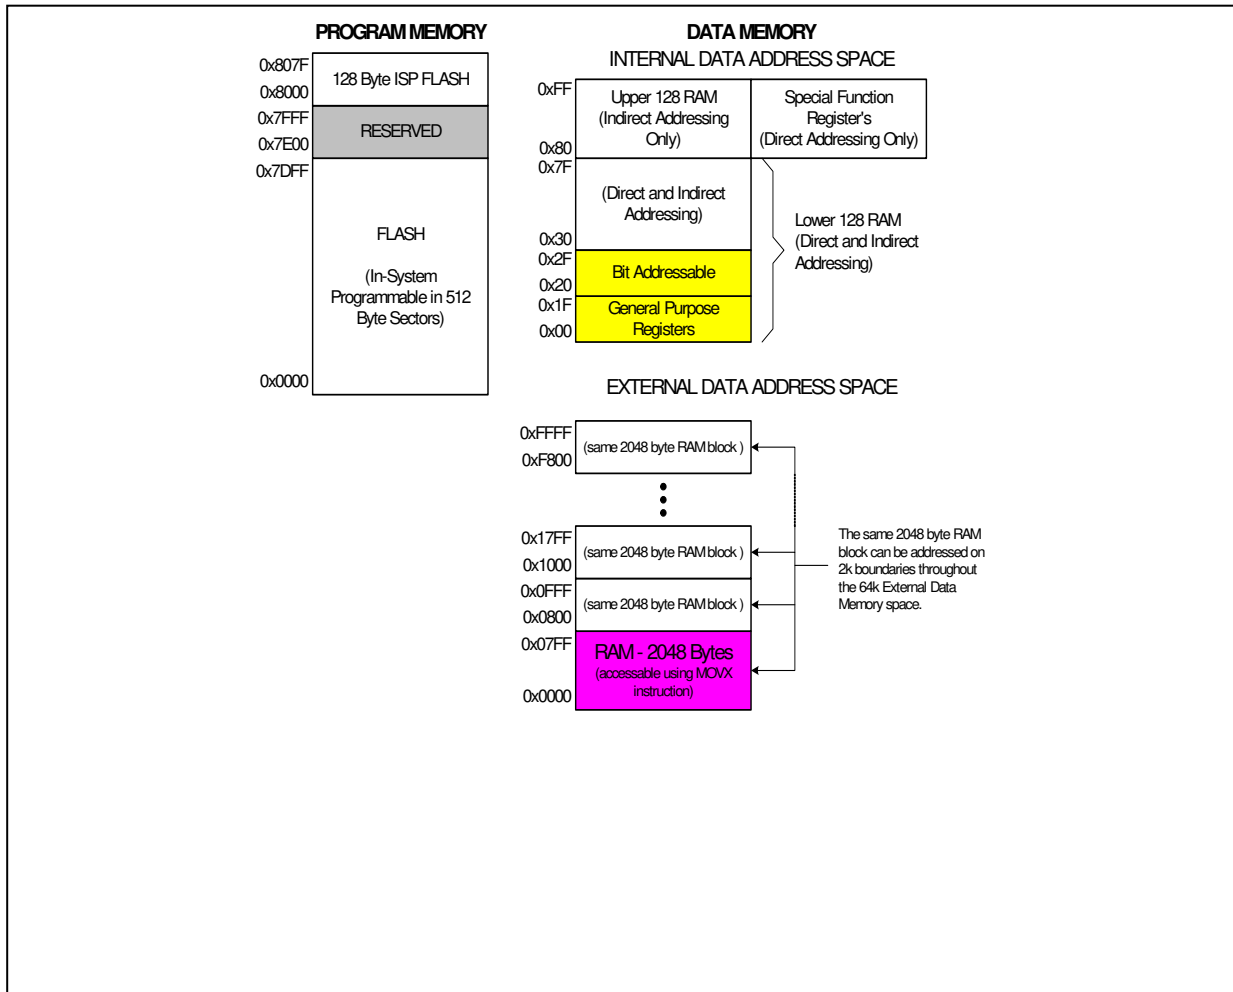 PROGRAM MEMORY
0x807F
128 Byte ISP FLASH
0x8000
0x7FFF
RESERVED
0x7E00
0x7DFF
FLASH
(In-System
Programmable in 512
Byte Sectors)
0x0000
DATA MEMORY
INTERNAL DATA ADDRESS SPACE
0xFF
Upper 128 RAM
(Indirect Addressing
Only)
0x80
Special Function
Register's
(Direct Addressing Only)
0x7F
(Direct and Indirect
Addressing)
0x30
0x2F
Bit Addressable
0x20
0x1F
General Purpose
Registers
0x00
Lower 128 RAM
(Direct and Indirect
Addressing)
EXTERNAL DATA ADDRESS SPACE
0xFFFF
(same 2048 byte RAM block )
0xF800
0x17FF
(same 2048 byte RAM block )
0x1000
0x0FFF
(same 2048 byte RAM block )
0x0800
0x07FF
RAM - 2048 Bytes
(accessable using MOVX
instruction)
0x0000
The same 2048 byte RAM
block can be addressed on
2k boundaries throughout
the 64k External Data
Memory space.